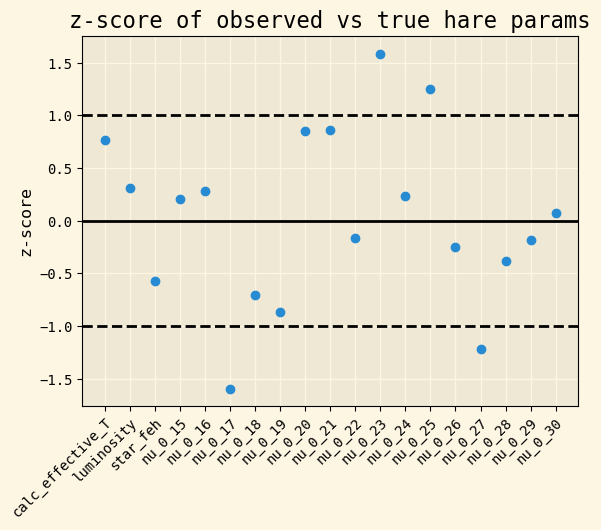 z-score of observed vs true hare params
z-score
1.5
1.0
0.5
0.0
−0.5
−1.0
−1.5
calc_effective_T
luminosity
star_feh
nu_0_15
nu_0_16
nu_0_17
nu_0_18
nu_0_19
nu_0_20
nu_0_21
nu_0_22
nu_0_23
nu_0_24
nu_0_25
nu_0_26
nu_0_27
nu_0_28
nu_0_29
nu_0_30